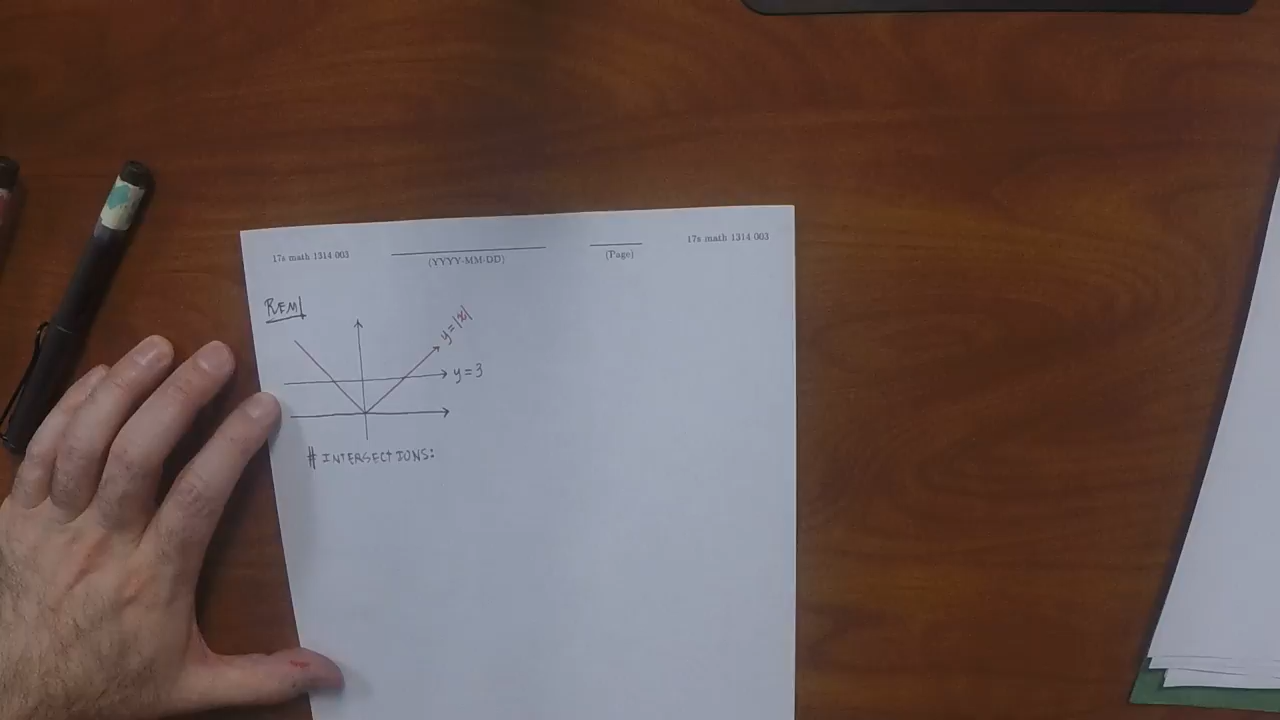 17s math 1314 003
(YYYY-MM-DD)
(Page)
17s math 1314 003
REM
y=|x|
y=3
# INTERSECTIONS: